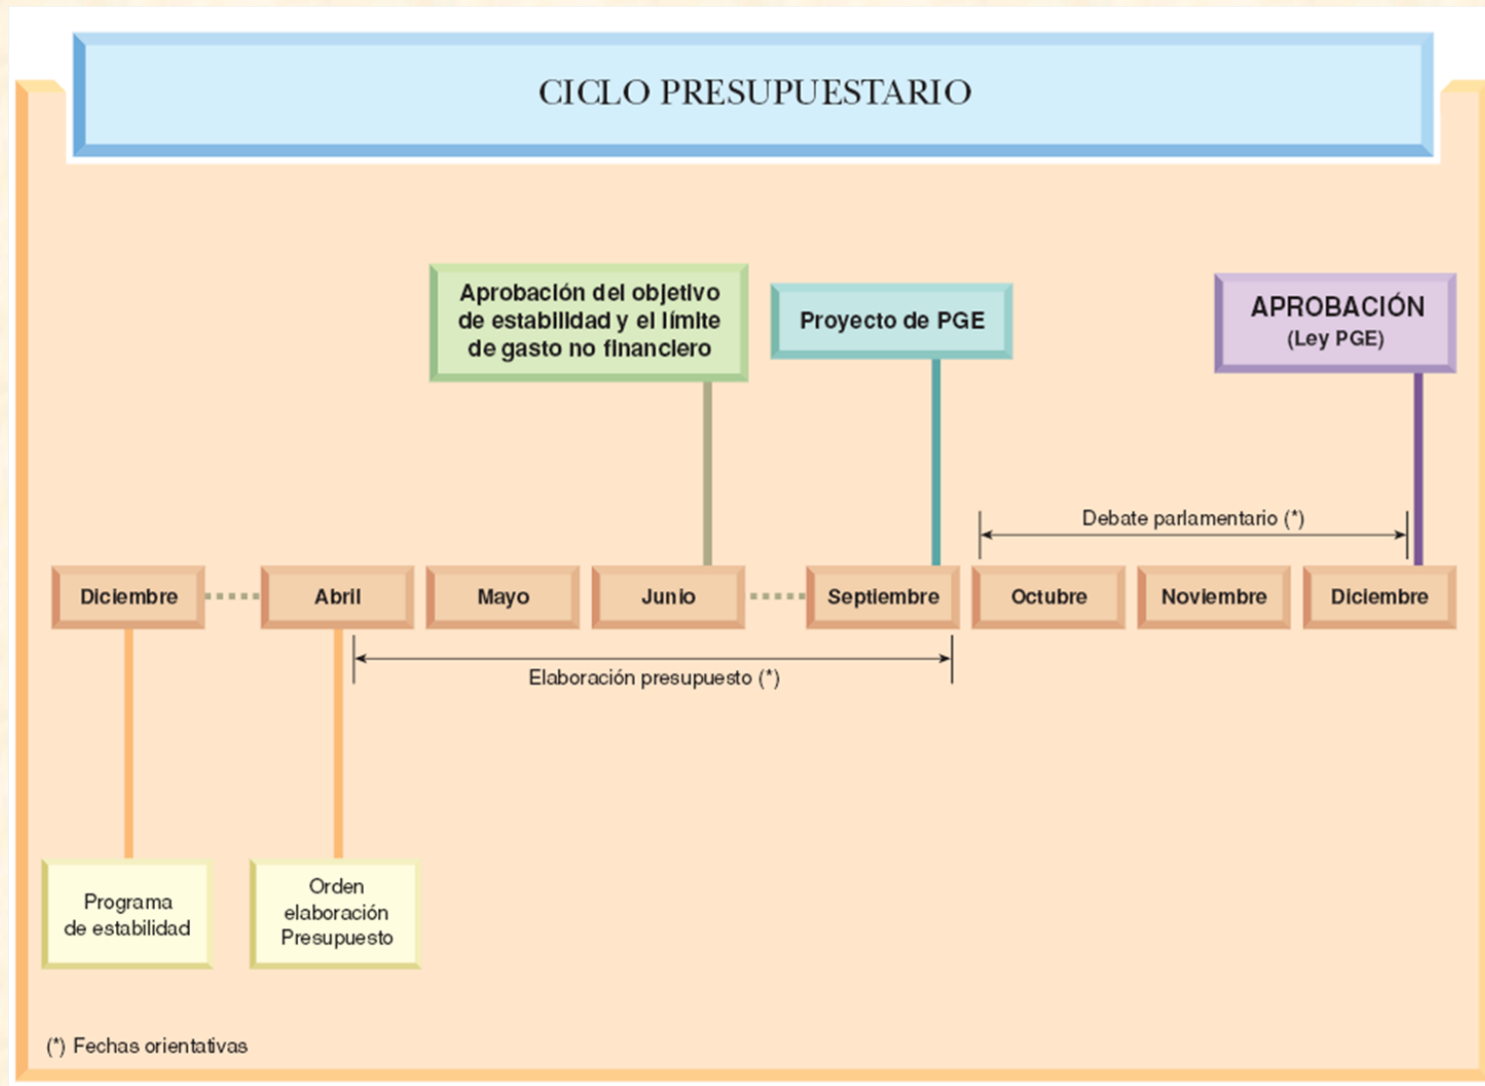 CICLO PRESUPUESTARIO
Aprobación del objetivo
de estabilidad y el límite
de gasto no financiero
Proyecto de PGE
APROBACIÓN
(Ley PGE)
Debate parlamentario (*)
Diciembre
Abril
Mayo
Junio
Septiembre
Octubre
Noviembre
Diciembre
Elaboración presupuesto (*)
Programa
de estabilidad
Orden
elaboración
Presupuesto
(*) Fechas orientativas